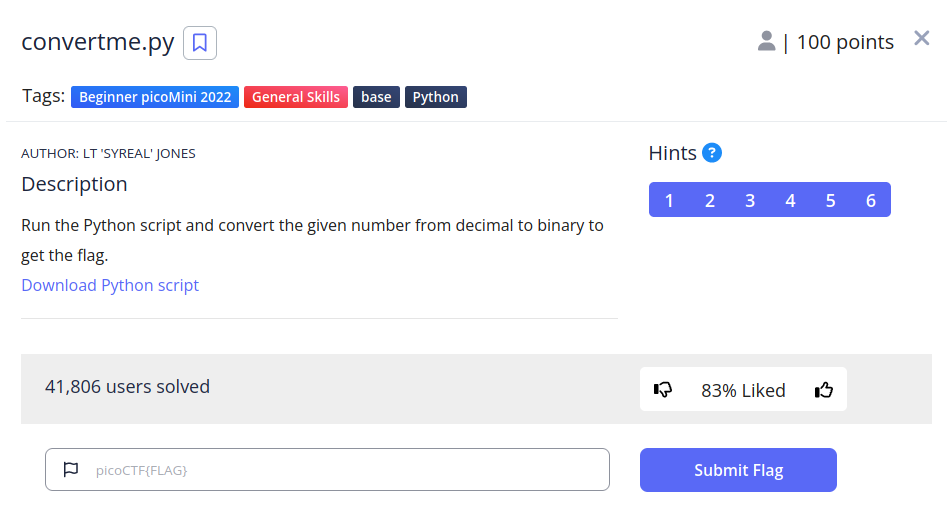 convertme.py
| 100 points
Tags: Beginner picoMini 2022 General Skills base Python
AUTHOR: LT 'SYREAL' JONES
Description
Run the Python script and convert the given number from decimal to binary to
get the flag.
Download Python script
Hints ?
1 2 3 4 5 6
41,806 users solved
83% Liked
picoCTF{FLAG}
Submit Flag